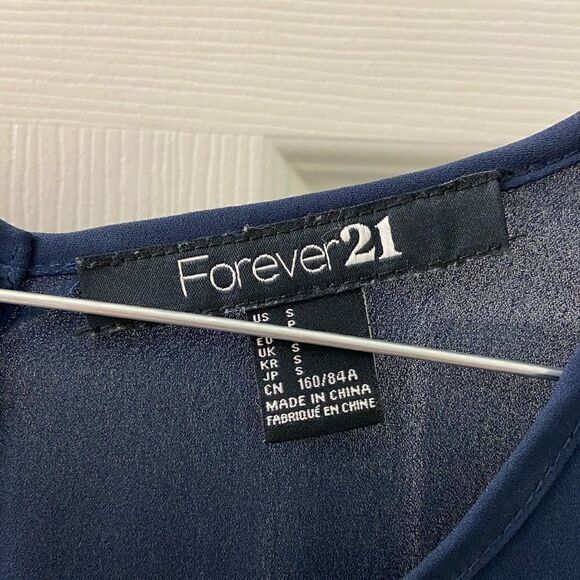 Forever21
US S
P
EU S
UK S
KR S
JP S
CN 160/84A
MADE IN CHINA
FABRIQUÉ EN CHINE